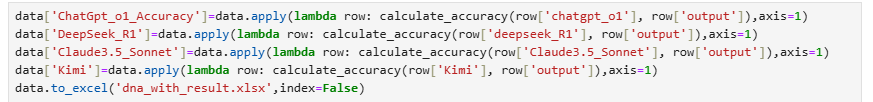 data['ChatGpt_o1_Accuracy']=data.apply(lambda row: calculate_accuracy(row['chatgpt_o1'], row['output']),axis=1)
data['DeepSeek_R1']=data.apply(lambda row: calculate_accuracy(row['deepseek_R1'], row['output']),axis=1)
data['Claude3.5_Sonnet']=data.apply(lambda row: calculate_accuracy(row['Claude3.5_Sonnet'], row['output']),axis=1)
data['Kimi']=data.apply(lambda row: calculate_accuracy(row['Kimi'], row['output']),axis=1)
data.to_excel('dna_with_result.xlsx',index=False)